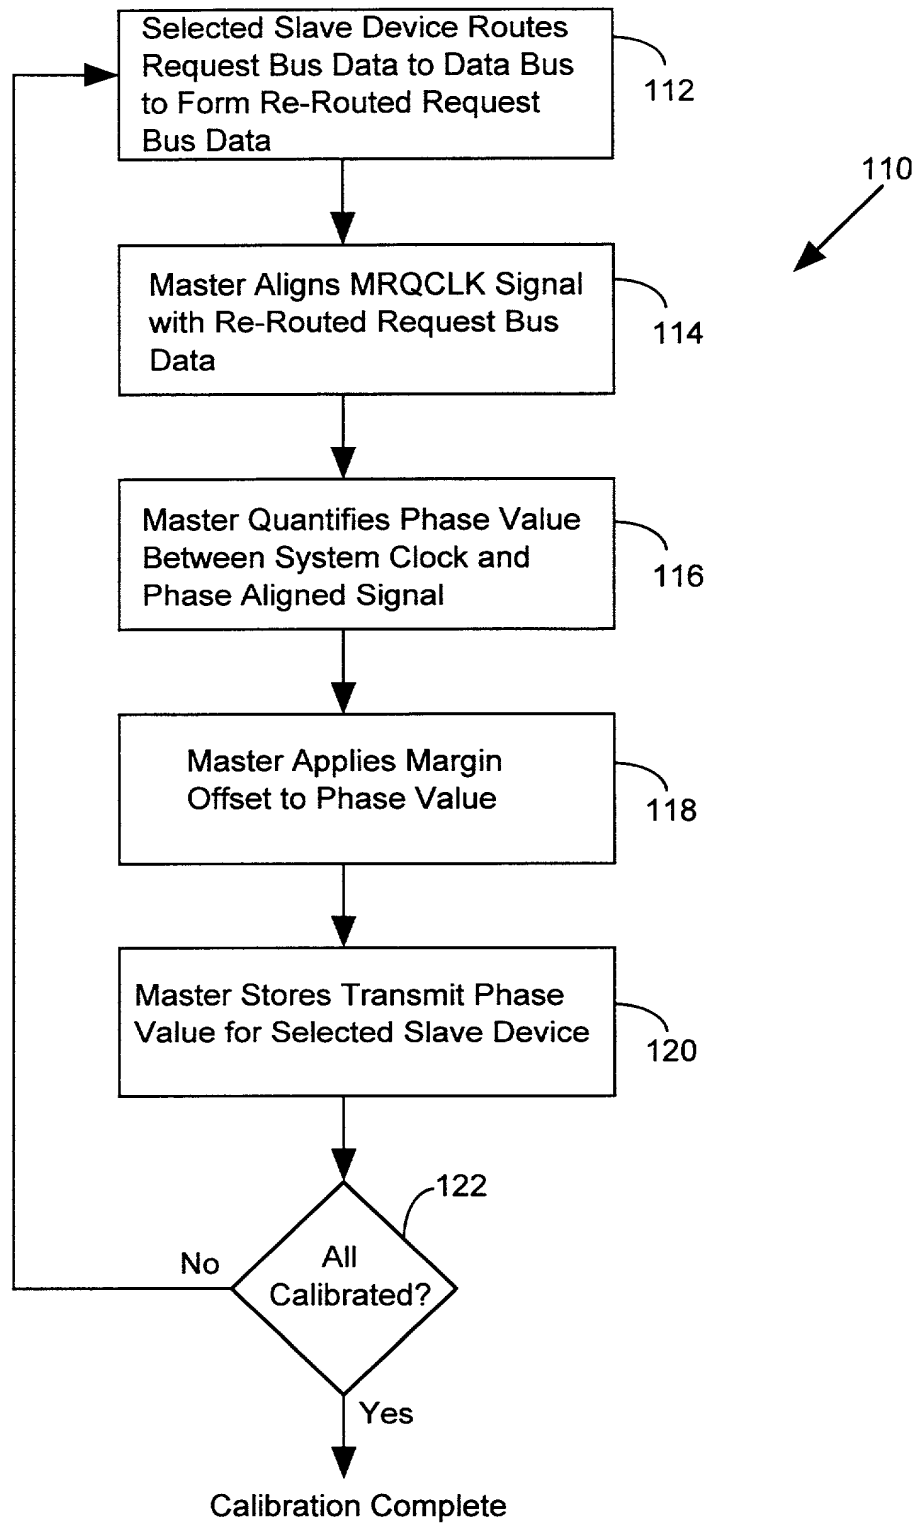 Selected Slave Device Routes
Request Bus Data to Data Bus
to Form Re-Routed Request
Bus Data
112
110
Master Aligns MRQCLK Signal
with Re-Routed Request Bus
Data
114
Master Quantifies Phase Value
Between System Clock and
Phase Aligned Signal
116
Master Applies Margin
Offset to Phase Value
118
Master Stores Transmit Phase
Value for Selected Slave Device
120
122
All
Calibrated?
No
Yes
Calibration Complete